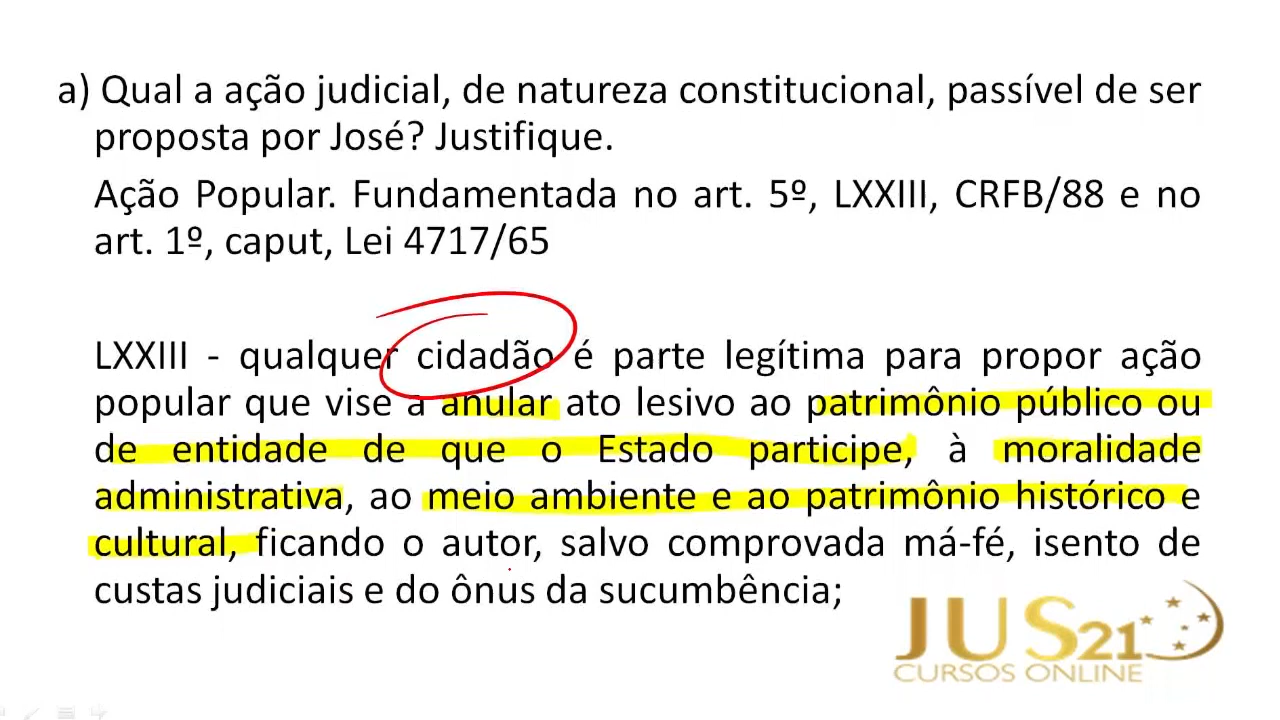 a) Qual a ação judicial, de natureza constitucional, passível de ser
proposta por José? Justifique.
Ação Popular. Fundamentada no art. 5º, LXXIII, CRFB/88 e no
art. 1º, caput, Lei 4717/65
LXXIII - qualquer cidadão é parte legítima para propor ação
popular que vise a anular ato lesivo ao patrimônio público ou
de entidade de que o Estado participe, à moralidade
administrativa, ao meio ambiente e ao patrimônio histórico e
cultural, ficando o autor, salvo comprovada má-fé, isento de
custas judiciais e do ônus da sucumbência;
JUS21
CURSOS ONLINE